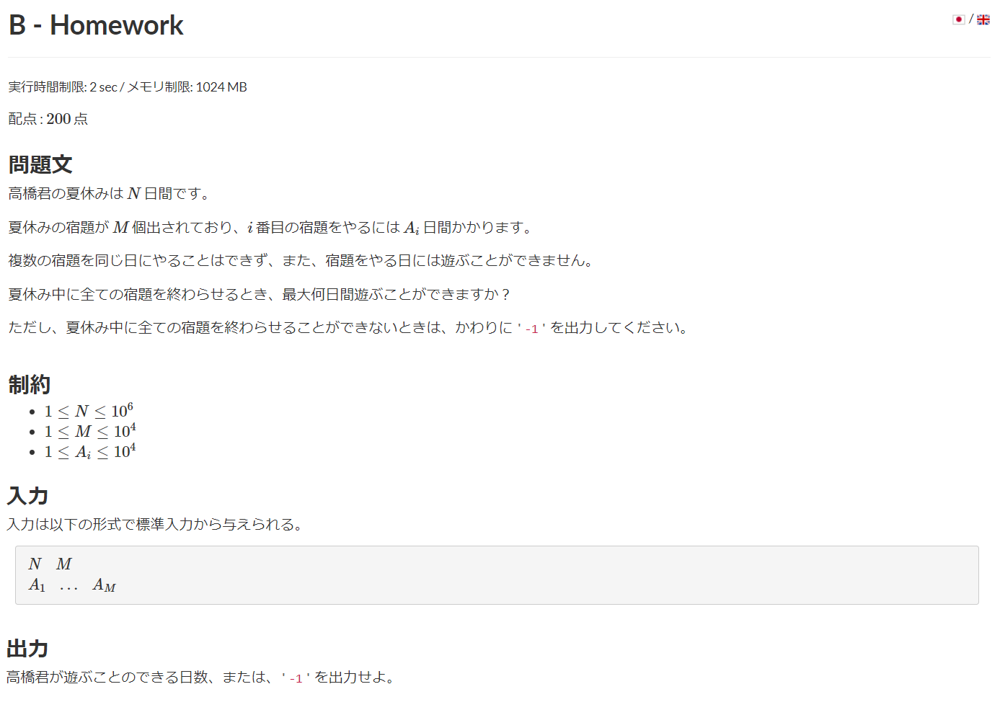 B - Homework
/
実行時間制限: 2 sec / メモリ制限: 1024 MB
配点 : 200 点
問題文
高橋君の夏休みは N 日間です。
夏休みの宿題が M 個出されており、i 番目の宿題をやるには A_i 日間かかります。
複数の宿題を同じ日にやることはできず、また、宿題をやる日には遊ぶことができません。
夏休み中に全ての宿題を終わらせるとき、最大何日間遊ぶことができますか？
ただし、夏休み中に全ての宿題を終わらせることができないときは、かわりに '-1' を出力してください。
制約
• 1 ≤ N ≤ 10^6
• 1 ≤ M ≤ 10^4
• 1 ≤ A_i ≤ 10^4
入力
入力は以下の形式で標準入力から与えられる。
N M
A_1 … A_M
出力
高橋君が遊ぶことのできる日数、または、'-1' を出力せよ。